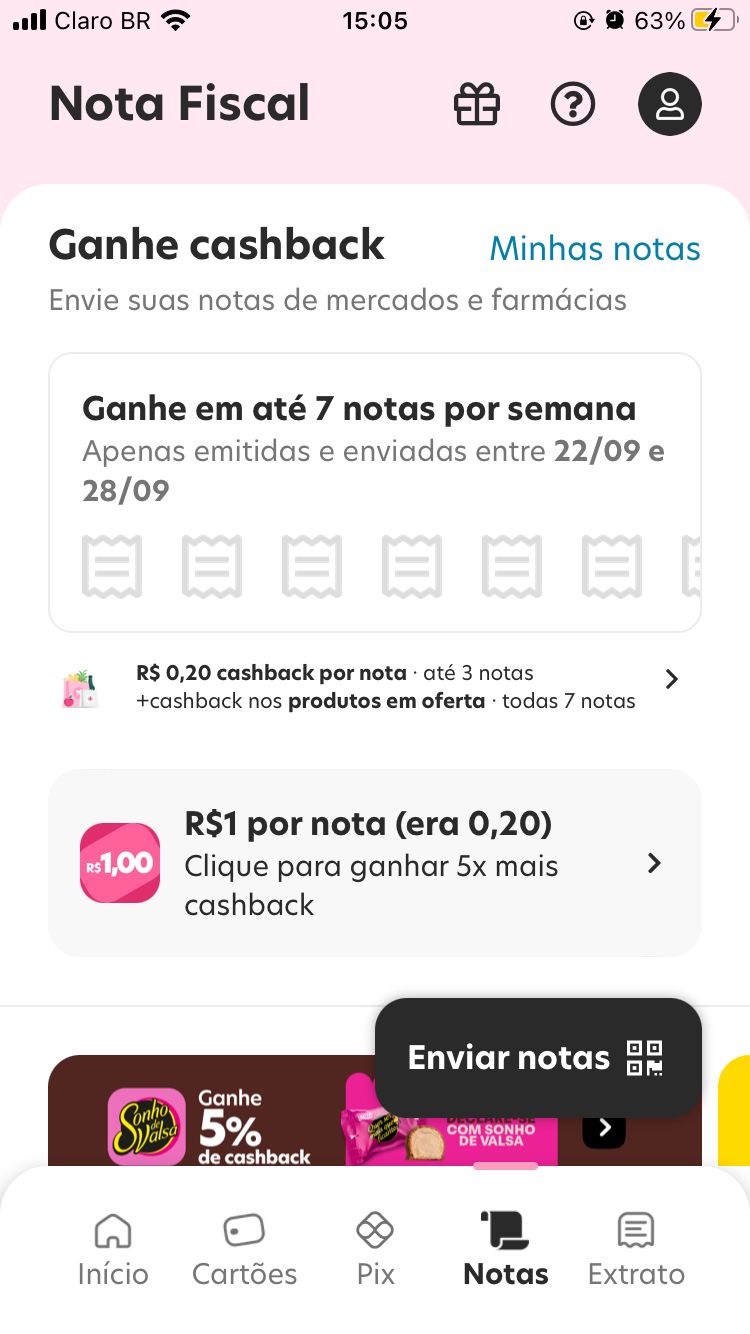 Claro BR
15:05
63%
Nota Fiscal
Ganhe cashback
Minhas notas
Envie suas notas de mercados e farmácias
Ganhe em até 7 notas por semana
Apenas emitidas e enviadas entre 22/09 e
28/09
R$ 0,20 cashback por nota · até 3 notas
+cashback nos produtos em oferta · todas 7 notas
R$1,00
R$1 por nota (era 0,20)
Clique para ganhar 5x mais
cashback
Enviar notas
Sonho
de
Valsa
Ganhe
5%
de cashback
DECLARE-SE
COM SONHO
DE VALSA
Início
Cartões
Pix
Notas
Extrato